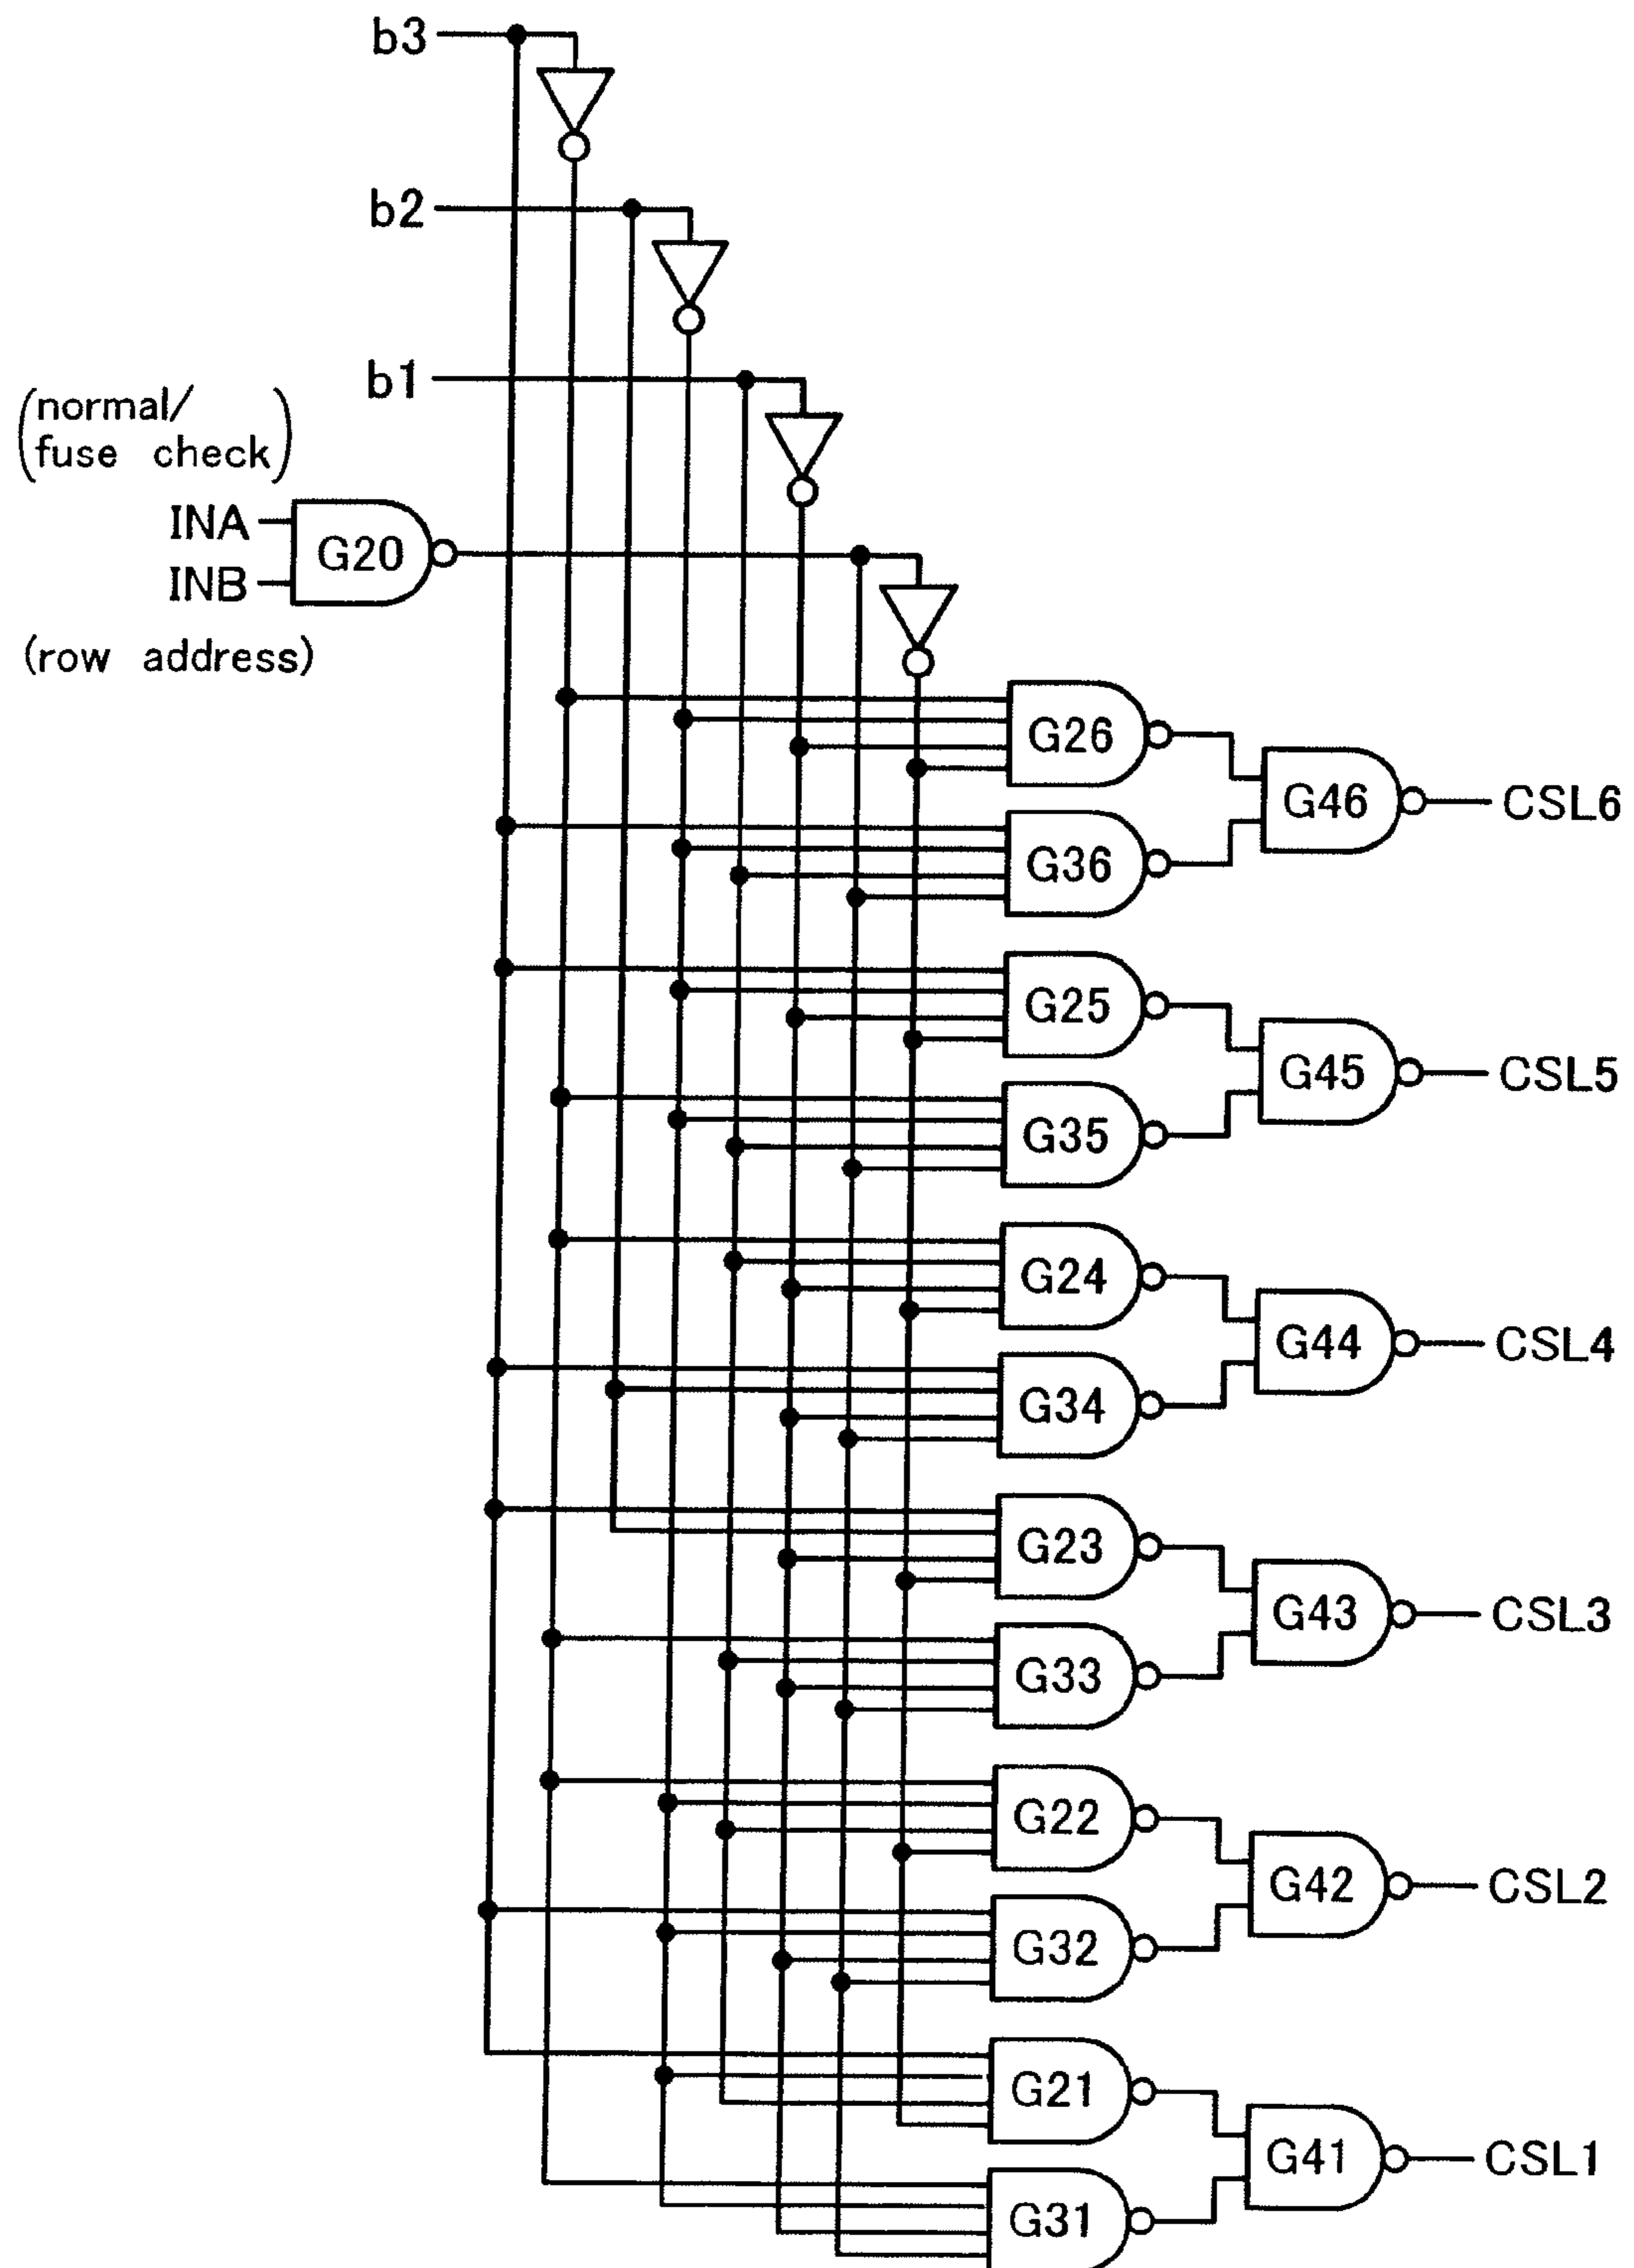 b3
b2
b1
(normal/
fuse check)
INA
G20
INB
(row address)
G26
G46
CSL6
G36
G25
G45
CSL5
G35
G24
G44
CSL4
G34
G23
G43
CSL3
G33
G22
G42
CSL2
G32
G21
G41
CSL1
G31